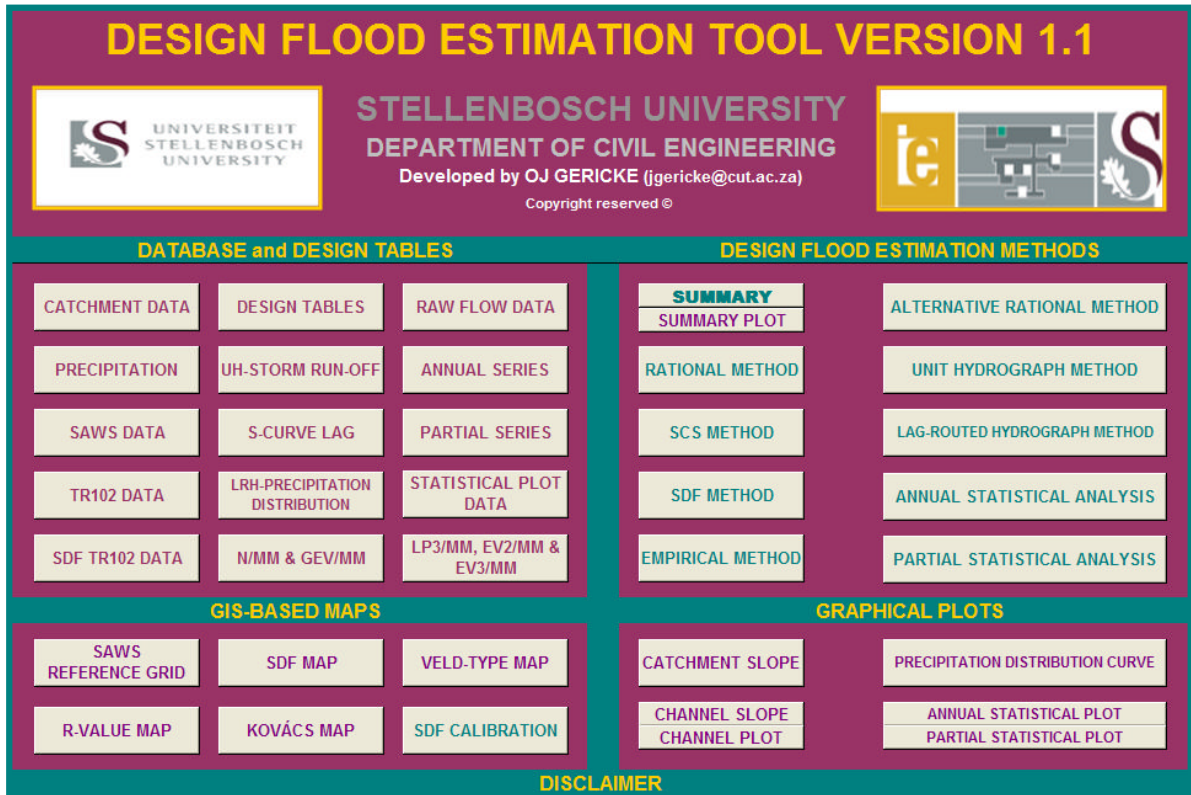 DESIGN FLOOD ESTIMATION TOOL VERSION 1.1
UNIVERSITEIT
STELLENBOSCH
UNIVERSITY
STELLENBOSCH UNIVERSITY
DEPARTMENT OF CIVIL ENGINEERING
Developed by OJ GERICKE (jgericke@cut.ac.za)
Copyright reserved ©
ie
DATABASE and DESIGN TABLES
CATCHMENT DATA
DESIGN TABLES
RAW FLOW DATA
PRECIPITATION
UH-STORM RUN-OFF
ANNUAL SERIES
SAWS DATA
S-CURVE LAG
PARTIAL SERIES
TR102 DATA
LRH-PRECIPITATION
DISTRIBUTION
STATISTICAL PLOT
DATA
SDF TR102 DATA
N/MM & GEV/MM
LP3/MM, EV2/MM &
EV3/MM
DESIGN FLOOD ESTIMATION METHODS
SUMMARY
SUMMARY PLOT
ALTERNATIVE RATIONAL METHOD
RATIONAL METHOD
UNIT HYDROGRAPH METHOD
SCS METHOD
LAG-ROUTED HYDROGRAPH METHOD
SDF METHOD
ANNUAL STATISTICAL ANALYSIS
EMPIRICAL METHOD
PARTIAL STATISTICAL ANALYSIS
GIS-BASED MAPS
SAWS
REFERENCE GRID
SDF MAP
VELD-TYPE MAP
R-VALUE MAP
KOVÁCS MAP
SDF CALIBRATION
GRAPHICAL PLOTS
CATCHMENT SLOPE
PRECIPITATION DISTRIBUTION CURVE
CHANNEL SLOPE
CHANNEL PLOT
ANNUAL STATISTICAL PLOT
PARTIAL STATISTICAL PLOT
DISCLAIMER